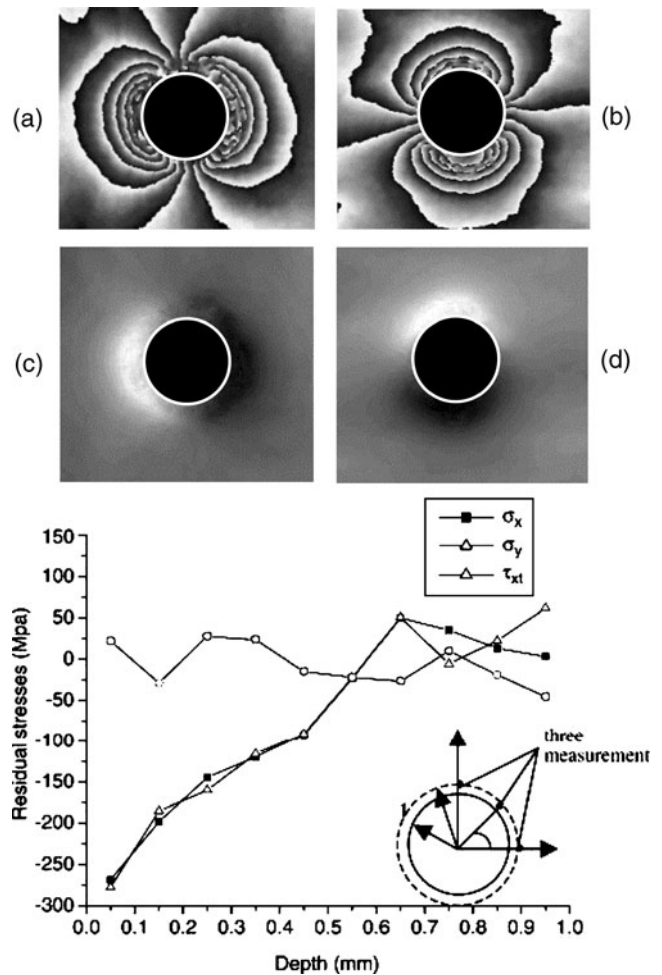 (a)
(b)
(c)
(d)
150
100
50
0
-50
-100
-150
-200
-250
-300
Residual stresses (Mpa)
σx
σy
τxt
three
measurement
0.0 0.1 0.2 0.3 0.4 0.5 0.6 0.7 0.8 0.9 1.0
Depth (mm)